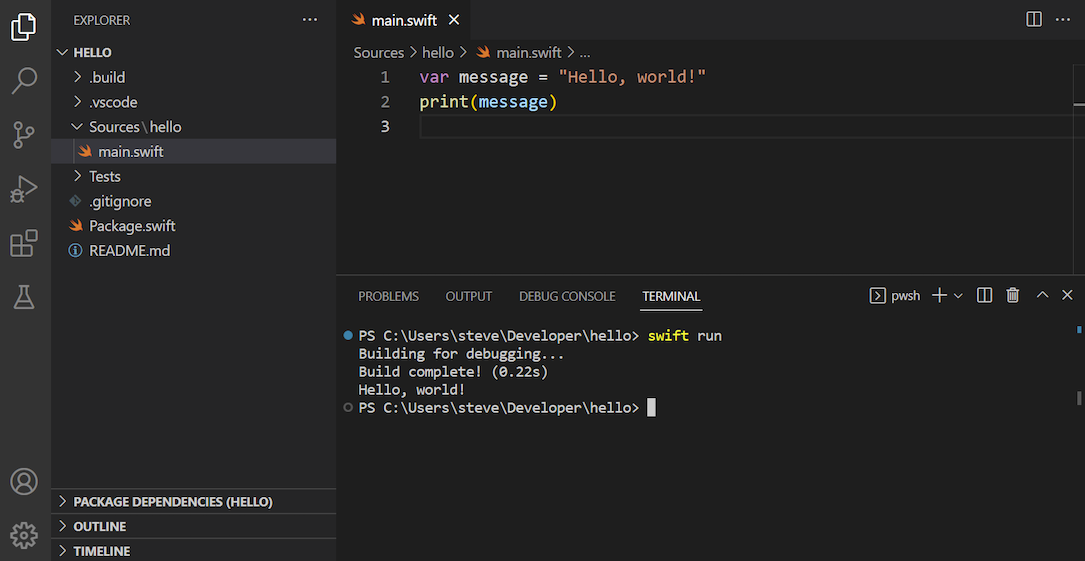 EXPLORER
HELLO
.build
.vscode
Sources\hello
main.swift
Tests
.gitignore
Package.swift
README.md
PACKAGE DEPENDENCIES (HELLO)
OUTLINE
TIMELINE
main.swift
Sources > hello > main.swift > ...
1 var message = "Hello, world!"
2 print(message)
3
PROBLEMS OUTPUT DEBUG CONSOLE TERMINAL pwsh
PS C:\Users\steve\Developer\hello> swift run
Building for debugging...
Build complete! (0.22s)
Hello, world!
PS C:\Users\steve\Developer\hello>